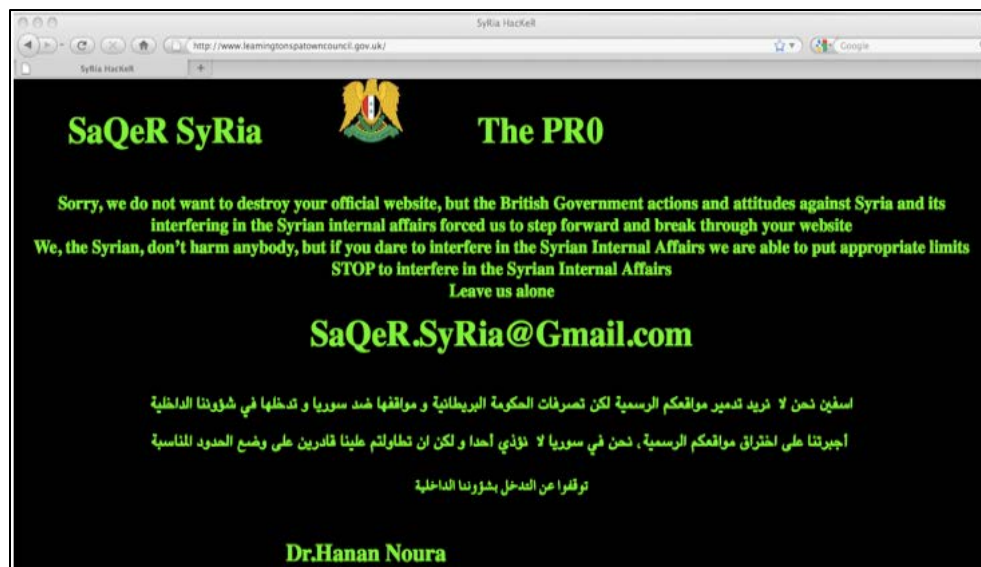 SyRia HacKeR
http://www.leamingtonspatowncouncil.gov.uk/
Google
SyRia HacKeR
SaQeR SyRia The PR0
Sorry, we do not want to destroy your official website, but the British Government actions and attitudes against Syria and its
interfering in the Syrian internal affairs forced us to step forward and break through your website
We, the Syrian, don't harm anybody, but if you dare to interfere in the Syrian Internal Affairs we are able to put appropriate limits
STOP to interfere in the Syrian Internal Affairs
Leave us alone
SaQeR.SyRia@Gmail.com
اسفين نحن لا نريد تدمير مواقعكم الرسمية لكن تصرفات الحكومة البريطانية و مواقفها ضد سوريا و تدخلها في شؤوننا الداخلية
أجبرتنا على اختراق مواقعكم الرسمية، نحن في سوريا لا نؤذي أحدا و لكن ان تطاولتم علينا قادرين على وضع الحدود المناسبة
توقفوا عن التدخل بشؤوننا الداخلية
Dr.Hanan Noura